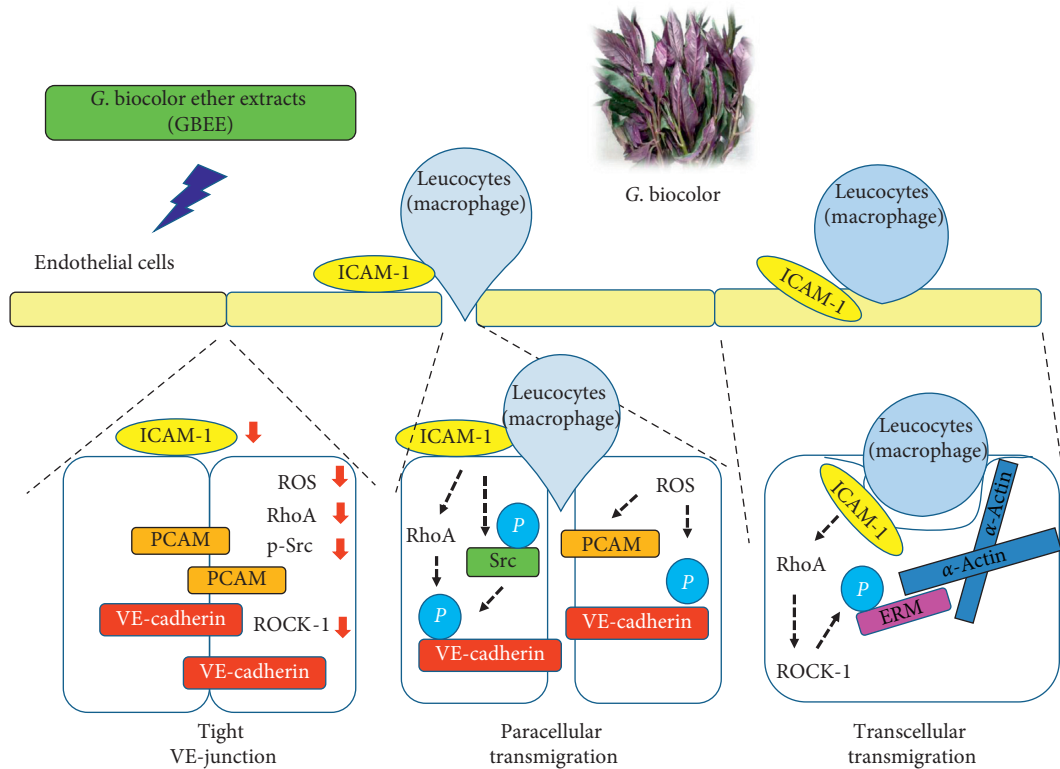 G. biocolor ether extracts
(GBEE)
Leucocytes
(macrophage)
G. biocolor
Leucocytes
(macrophage)
Endothelial cells
ICAM-1
ICAM-1
ICAM-1
ROS
RhoA
p-Src
PCAM
PCAM
VE-cadherin
ROCK-1
VE-cadherin
Tight
VE-junction
Leucocytes
(macrophage)
ICAM-1
RhoA
P
Src
P
VE-cadherin
ROS
PCAM
P
VE-cadherin
Paracellular
transmigration
Leucocytes
(macrophage)
ICAM-1
RhoA
P
ERM
α-Actin
α-Actin
ROCK-1
Transcellular
transmigration